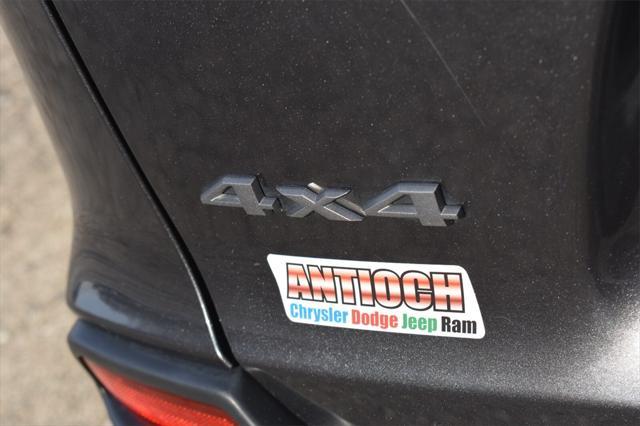 4x4
ANTIOCH
Chrysler Dodge Jeep Ram